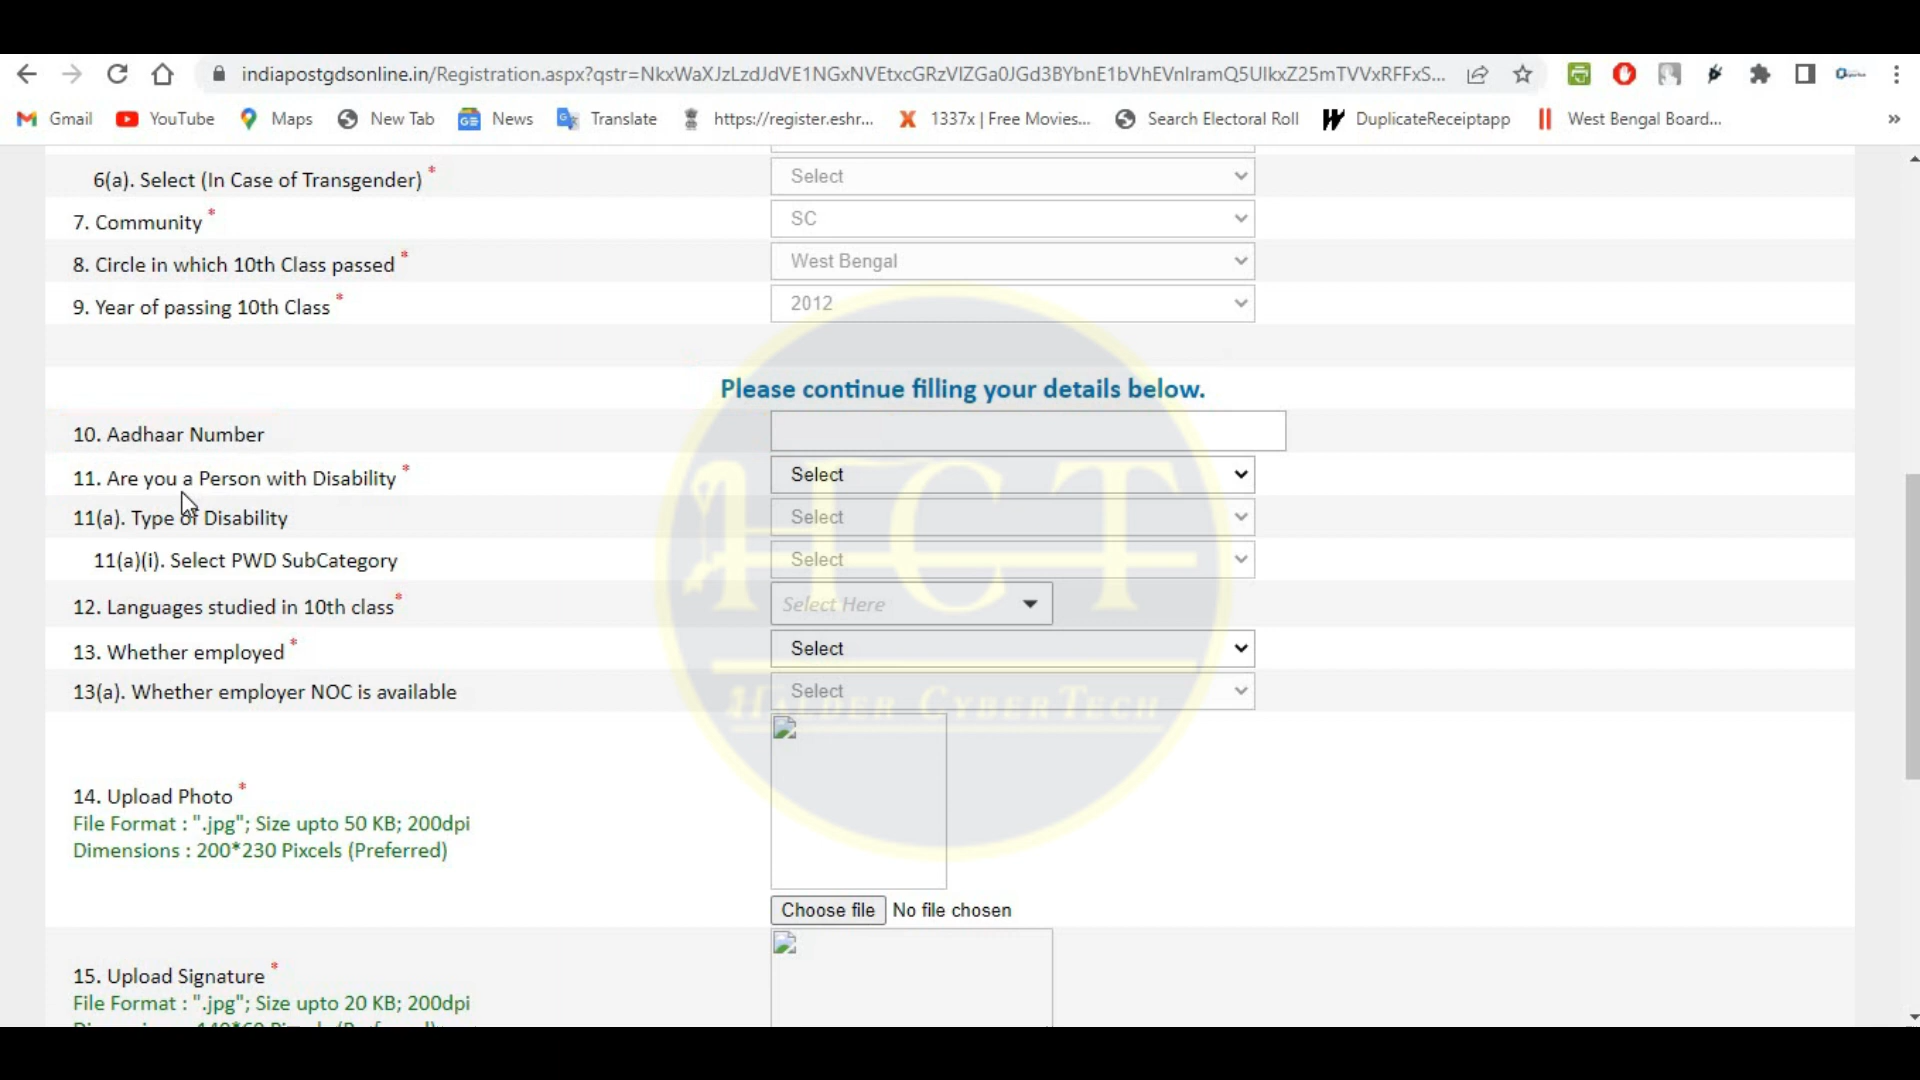 indiapostgdsonline.in/Registration.aspx?qstr=NkxWaXJzLzdJdVE1NGxNVEtxcGRzVlZGa0JGd3BYbnE1bVhEVnlramQ5UlkxZ25mTVVxRFFxS...
Gmail YouTube Maps New Tab News Translate https://register.eshr... 1337x | Free Movies... Search Electoral Roll DuplicateReceiptapp West Bengal Board... »
6(a). Select (In Case of Transgender) * Select
7. Community * SC
8. Circle in which 10th Class passed * West Bengal
9. Year of passing 10th Class * 2012
Please continue filling your details below.
10. Aadhaar Number
11. Are you a Person with Disability * Select
11(a). Type of Disability Select
11(a)(i). Select PWD SubCategory Select
12. Languages studied in 10th class* Select Here
13. Whether employed * Select
13(a). Whether employer NOC is available Select
HCT
HALDER CYBERTECH
14. Upload Photo *
File Format : ".jpg"; Size upto 50 KB; 200dpi
Dimensions : 200*230 Pixcels (Preferred)
Choose file No file chosen
15. Upload Signature *
File Format : ".jpg"; Size upto 20 KB; 200dpi